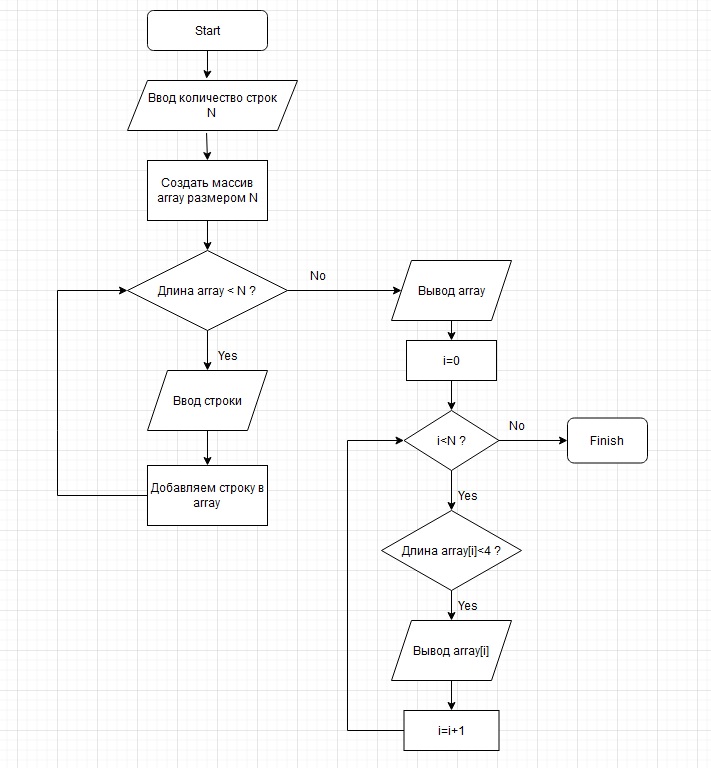 Start
Ввод количество строк
N
Создать массив
array размером N
Длина array < N ?
No
Yes
Ввод строки
Добавляем строку в
array
Вывод array
i=0
i<N ?
No
Finish
Yes
Длина array[i]<4 ?
Yes
Вывод array[i]
i=i+1